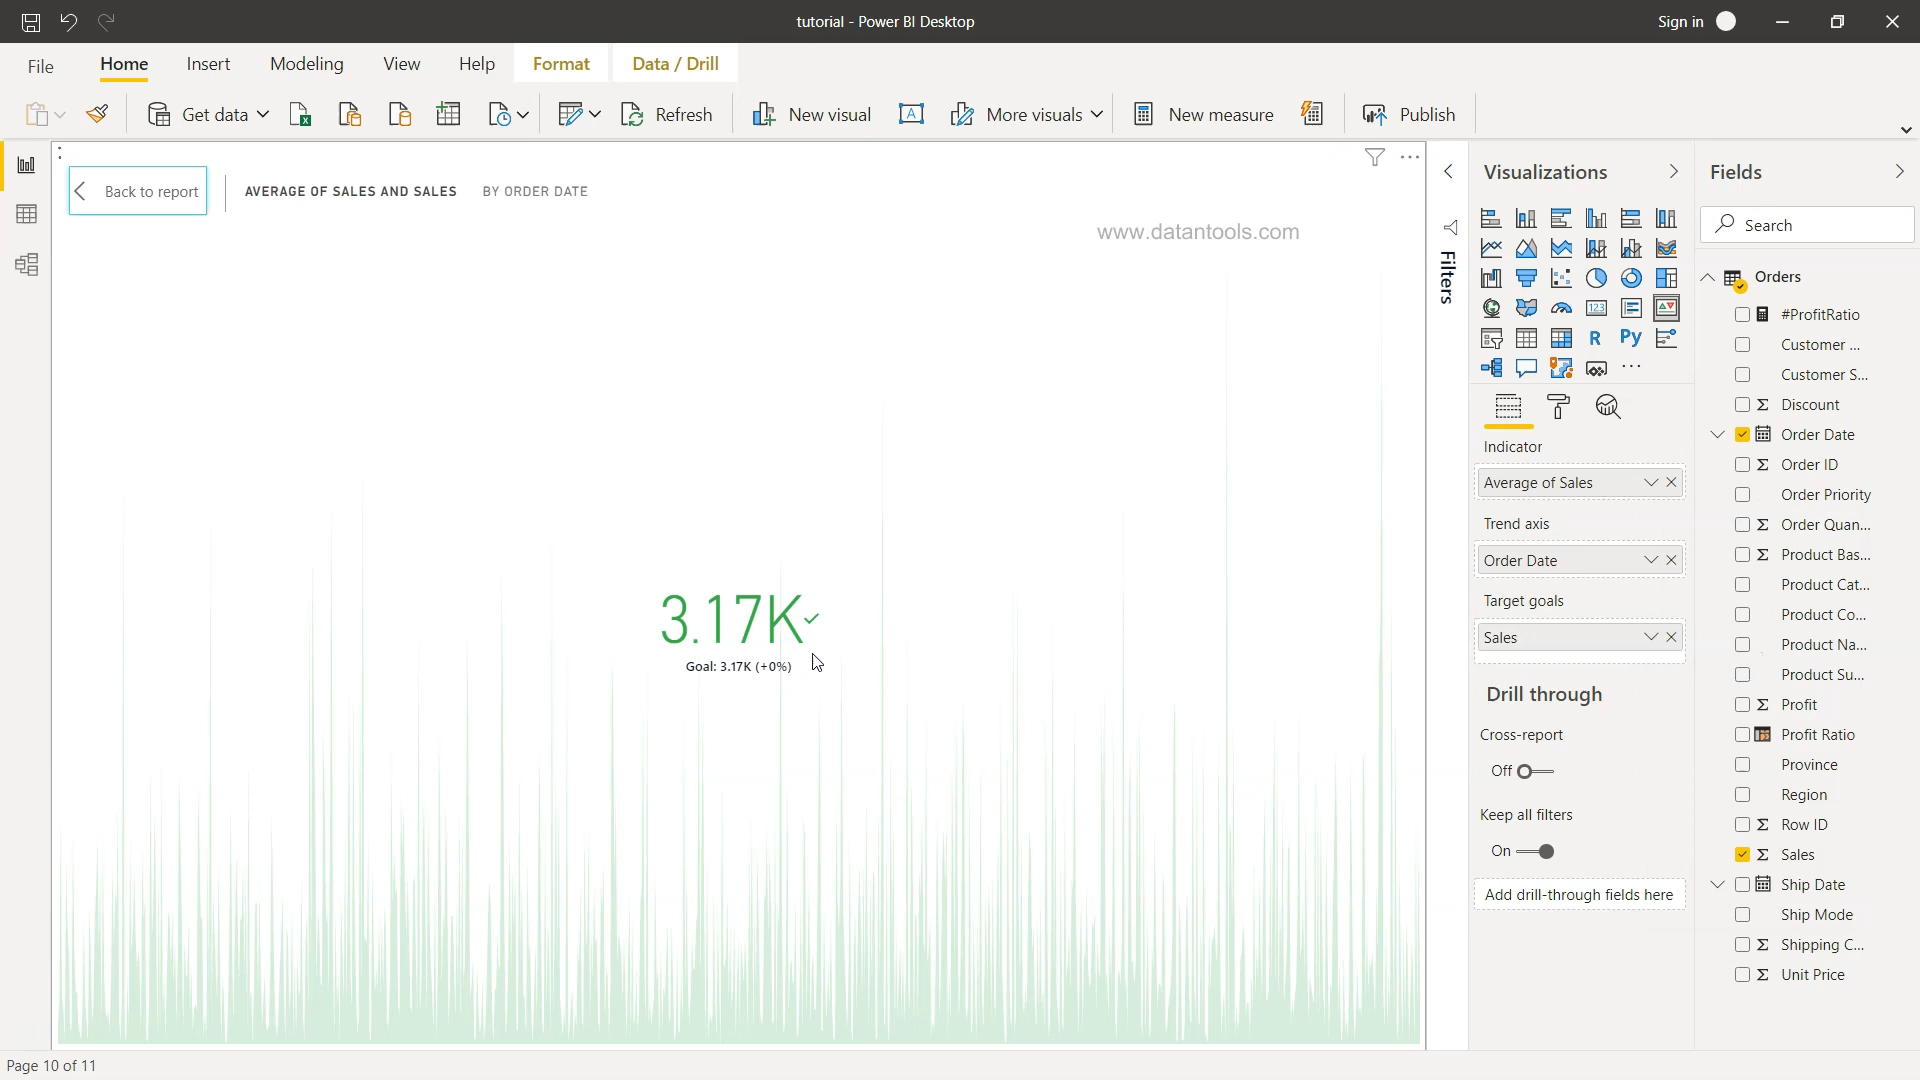 tutorial - Power BI Desktop
Sign in
File Home Insert Modeling View Help Format Data / Drill
Get data Refresh New visual More visuals New measure Publish
Back to report AVERAGE OF SALES AND SALES BY ORDER DATE
www.datantools.com
3.17K
Goal: 3.17K (+0%)
Filters
Visualizations
123
R Py
Indicator
Average of Sales
Trend axis
Order Date
Target goals
Sales
Drill through
Cross-report
Off
Keep all filters
On
Add drill-through fields here
Fields
Search
Orders
#ProfitRatio
Customer ...
Customer S...
Discount
Order Date
Order ID
Order Priority
Order Quan...
Product Bas...
Product Cat...
Product Co...
Product Na...
Product Su...
Profit
Profit Ratio
Province
Region
Row ID
Sales
Ship Date
Ship Mode
Shipping C...
Unit Price
Page 10 of 11